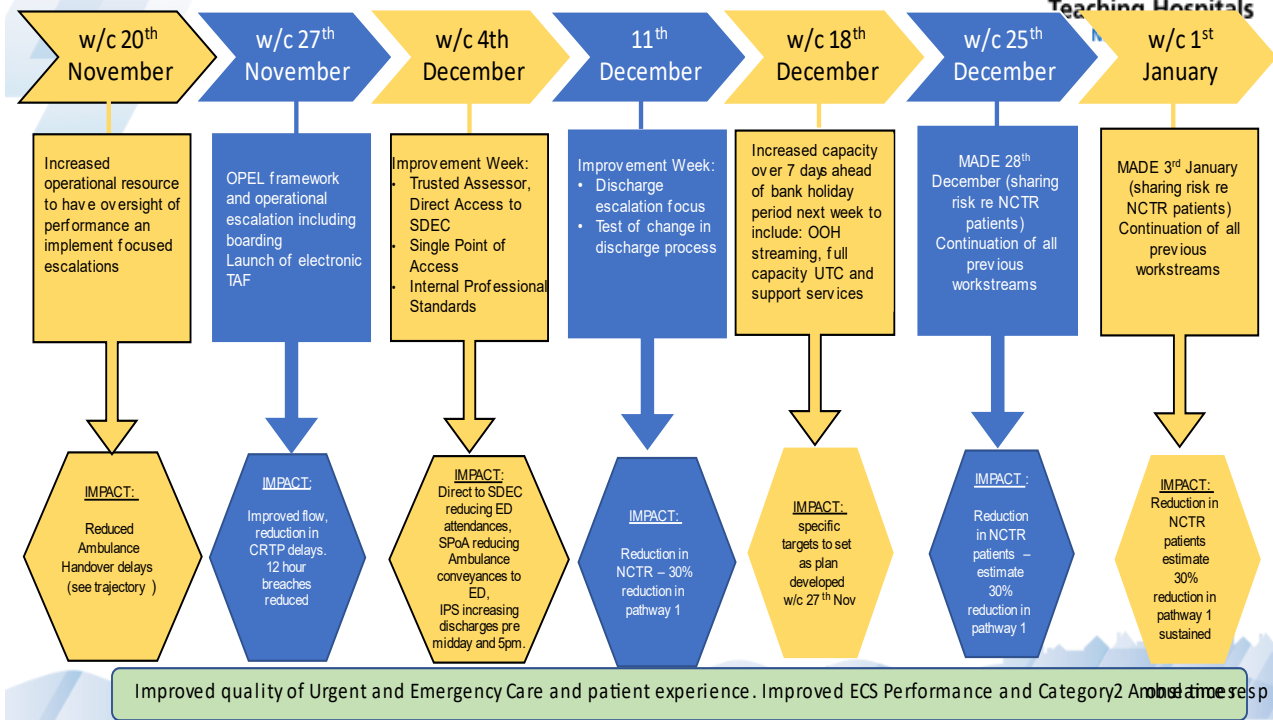 Teaching Hospitals
w/c 20th
November
w/c 27th
November
w/c 4th
December
11th
December
w/c 18th
December
w/c 25th
December
w/c 1st
January
Increased
operational resource
to have oversight of
performance an
implement focused
escalations
OPEL framework
and operational
escalation including
boarding
Launch of electronic
TAF
Improvement Week:
• Trusted Assessor,
Direct Access to
SDEC
• Single Point of
Access
• Internal Professional
Standards
Improvement Week:
• Discharge
escalation focus
• Test of change in
discharge process
Increased capacity
over 7 days ahead
of bank holiday
period next week to
include: OOH
streaming, full
capacity UTC and
support services
MADE 28th
December (sharing
risk re NCTR
patients)
Continuation of all
previous
workstreams
MADE 3rd January
(sharing risk re
NCTR patients)
Continuation of all
previous
workstreams
IMPACT:
Reduced
Ambulance
Handover delays
(see trajectory )
IMPACT:
Improved flow,
reduction in
CRTP delays.
12 hour
breaches
reduced
IMPACT:
Direct to SDEC
reducing ED
attendances,
SPoA reducing
Ambulance
conveyances to
ED,
IPS increasing
discharges pre
midday and 5pm.
IMPACT:
Reduction in
NCTR – 30%
reduction in
pathway 1
IMPACT:
specific
targets to set
as plan
developed
w/c 27th Nov
IMPACT :
Reduction
in NCTR
patients –
estimate
30%
reduction in
pathway 1
IMPACT:
Reduction in
NCTR
patients
estimate
30%
reduction in
pathway 1
sustained
Improved quality of Urgent and Emergency Care and patient experience. Improved ECS Performance and Category2 Ambulance resp onse times.